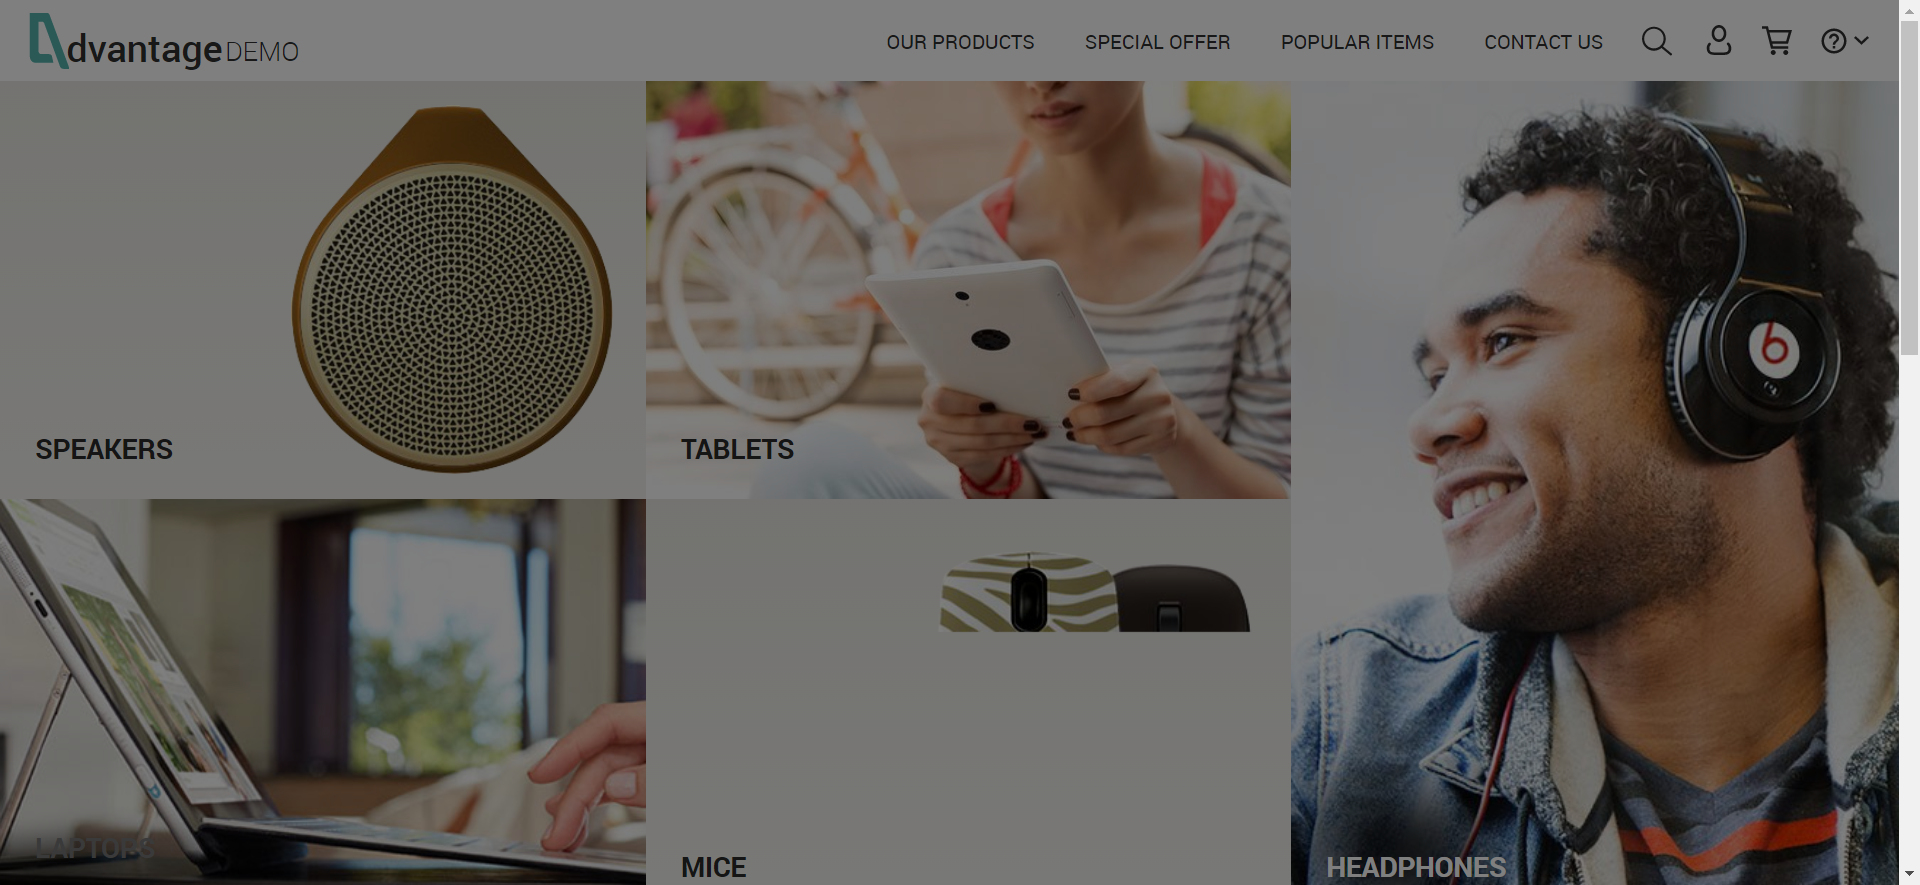 dvantage DEMO
OUR PRODUCTS
SPECIAL OFFER
POPULAR ITEMS
CONTACT US
SPEAKERS
TABLETS
LAPTOPS
MICE
HEADPHONES